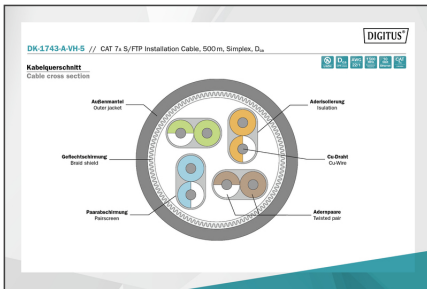 DIGITUS®
DK-1743-A-VH-5 // CAT 7A S/FTP Installation Cable, 500 m, Simplex, Dca
Kabelquerschnitt
Cable cross section
Außenmantel
Outer jacket
Aderisolierung
Isolation
Geflechtschirmung
Braid shield
Cu-Draht
Cu-Wire
Paarabschirmung
Pairscreen
Adernpaare
Twisted pair